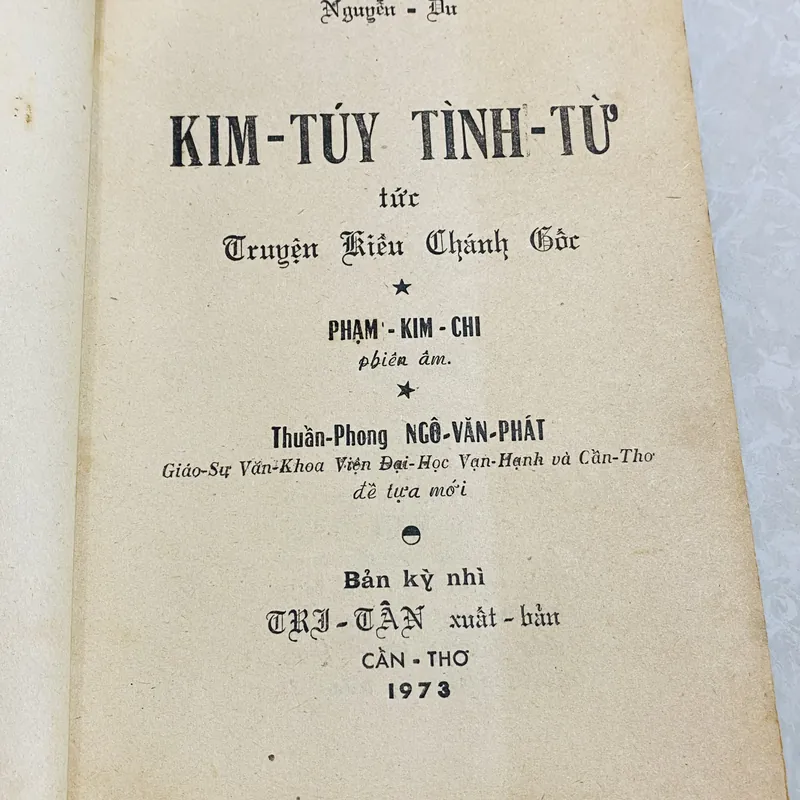 Nguyễn - Du
KIM-TÚY TÌNH-TỪ
tức
Truyện Kiều Chánh Gốc
PHẠM - KIM - CHI
phiên âm.
Thuần-Phong NGÔ-VĂN-PHÁT
Giáo-Sư Văn-Khoa Viện Đại-Học Vạn-Hạnh và Cần-Thơ
đề tựa mới
Bản kỳ nhì
TRI-TÂN xuất-bản
CẦN - THƠ
1973